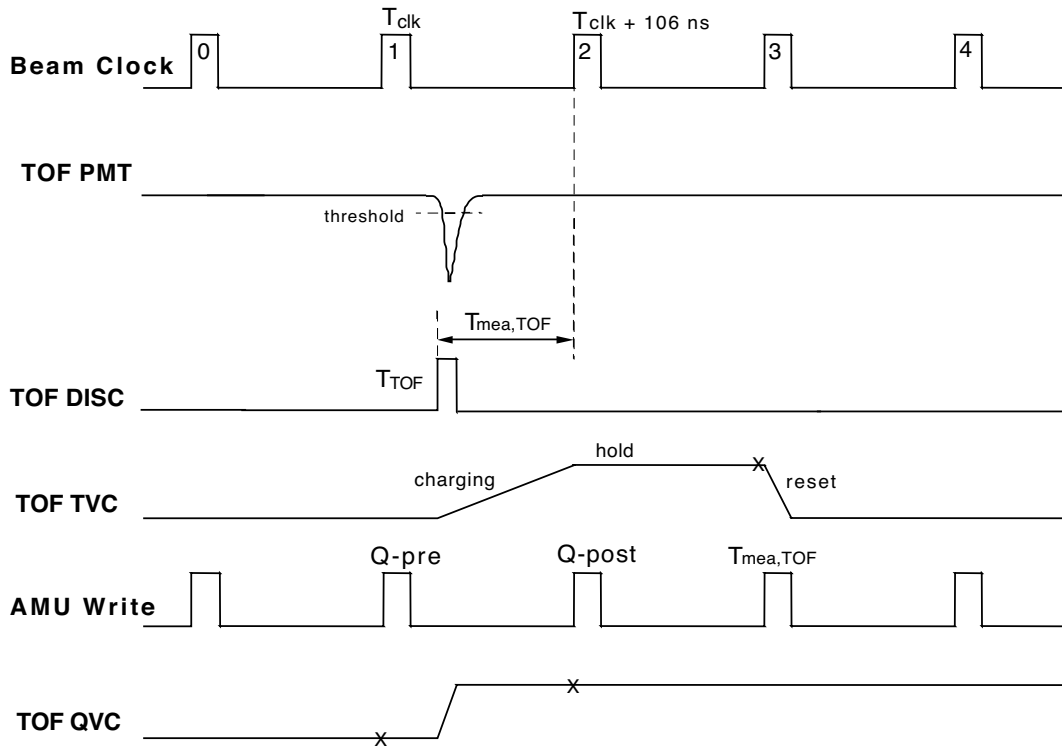 Tclk
Tclk + 106 ns
Beam Clock
0
1
2
3
4
TOF PMT
threshold
Tmea,TOF
TTOF
TOF DISC
hold
X
charging
reset
TOF TVC
Q-pre
Q-post
Tmea,TOF
AMU Write
X
TOF QVC
X